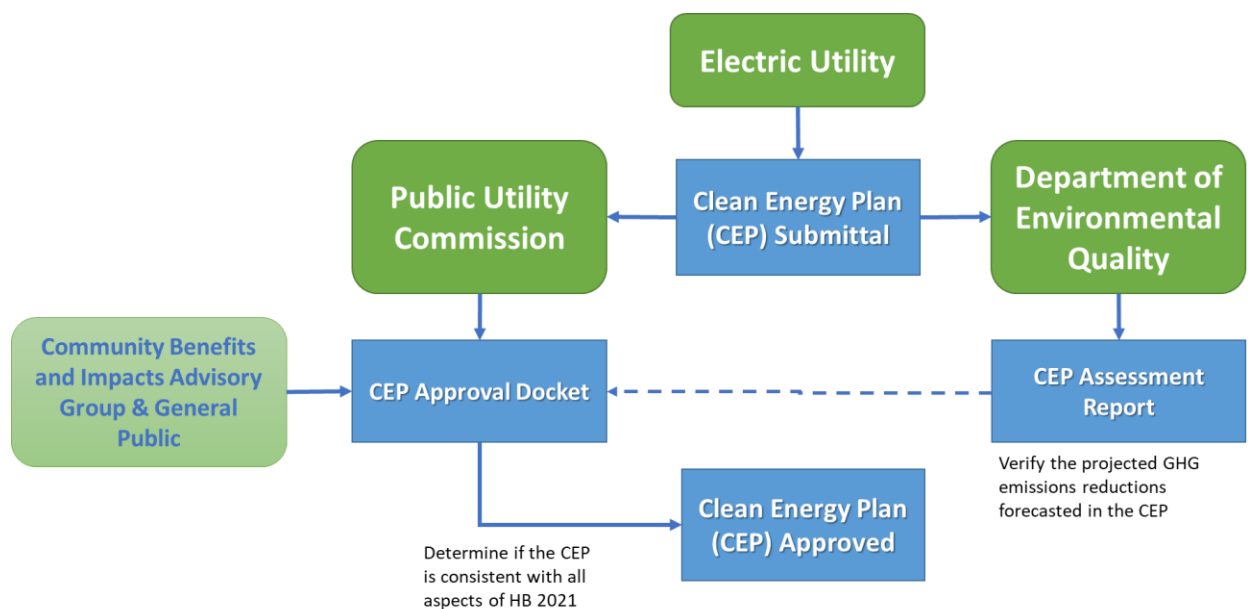 Electric Utility
Public Utility
Commission
Clean Energy Plan
(CEP) Submittal
Department of
Environmental
Quality
Community Benefits
and Impacts Advisory
Group & General
Public
CEP Approval Docket
CEP Assessment
Report
Verify the projected GHG
emissions reductions
forecasted in the CEP
Clean Energy Plan
(CEP) Approved
Determine if the CEP
is consistent with all
aspects of HB 2021